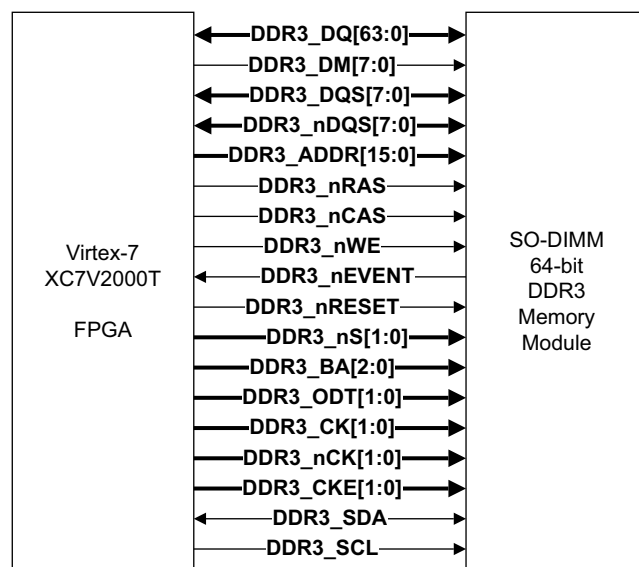 DDR3_DQ[63:0]
DDR3_DM[7:0]
DDR3_DQS[7:0]
DDR3_nDQS[7:0]
DDR3_ADDR[15:0]
DDR3_nRAS
DDR3_nCAS
DDR3_nWE
DDR3_nEVENT
DDR3_nRESET
DDR3_nS[1:0]
DDR3_BA[2:0]
DDR3_ODT[1:0]
DDR3_CK[1:0]
DDR3_nCK[1:0]
DDR3_CKE[1:0]
DDR3_SDA
DDR3_SCL
Virtex-7
XC7V2000T
FPGA
SO-DIMM
64-bit
DDR3
Memory
Module